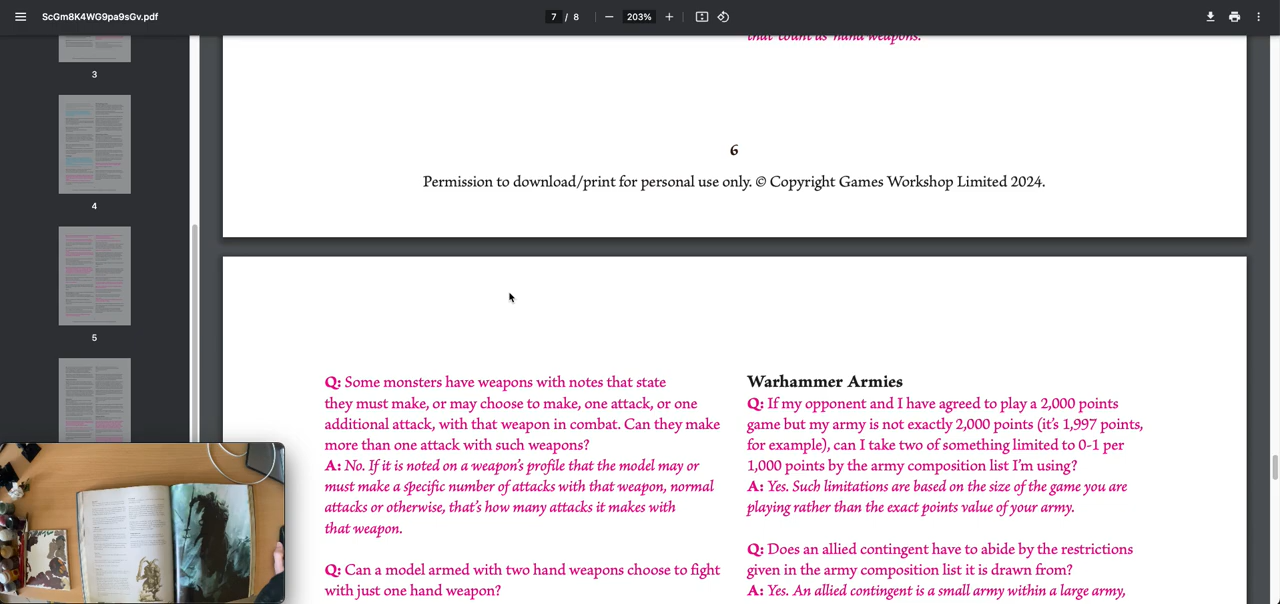 ScGm8K4WG9pa9sGv.pdf
7 / 8
203%
3
4
5
that 'count as' hand weapons.
6
Permission to download/print for personal use only. © Copyright Games Workshop Limited 2024.
Q: Some monsters have weapons with notes that state
they must make, or may choose to make, one attack, or one
additional attack, with that weapon in combat. Can they make
more than one attack with such weapons?
A: No. If it is noted on a weapon's profile that the model may or
must make a specific number of attacks with that weapon, normal
attacks or otherwise, that's how many attacks it makes with
that weapon.
Q: Can a model armed with two hand weapons choose to fight
with just one hand weapon?
Warhammer Armies
Q: If my opponent and I have agreed to play a 2,000 points
game but my army is not exactly 2,000 points (it's 1,997 points,
for example), can I take two of something limited to 0-1 per
1,000 points by the army composition list I'm using?
A: Yes. Such limitations are based on the size of the game you are
playing rather than the exact points value of your army.
Q: Does an allied contingent have to abide by the restrictions
given in the army composition list it is drawn from?
A: Yes. An allied contingent is a small army within a large army,